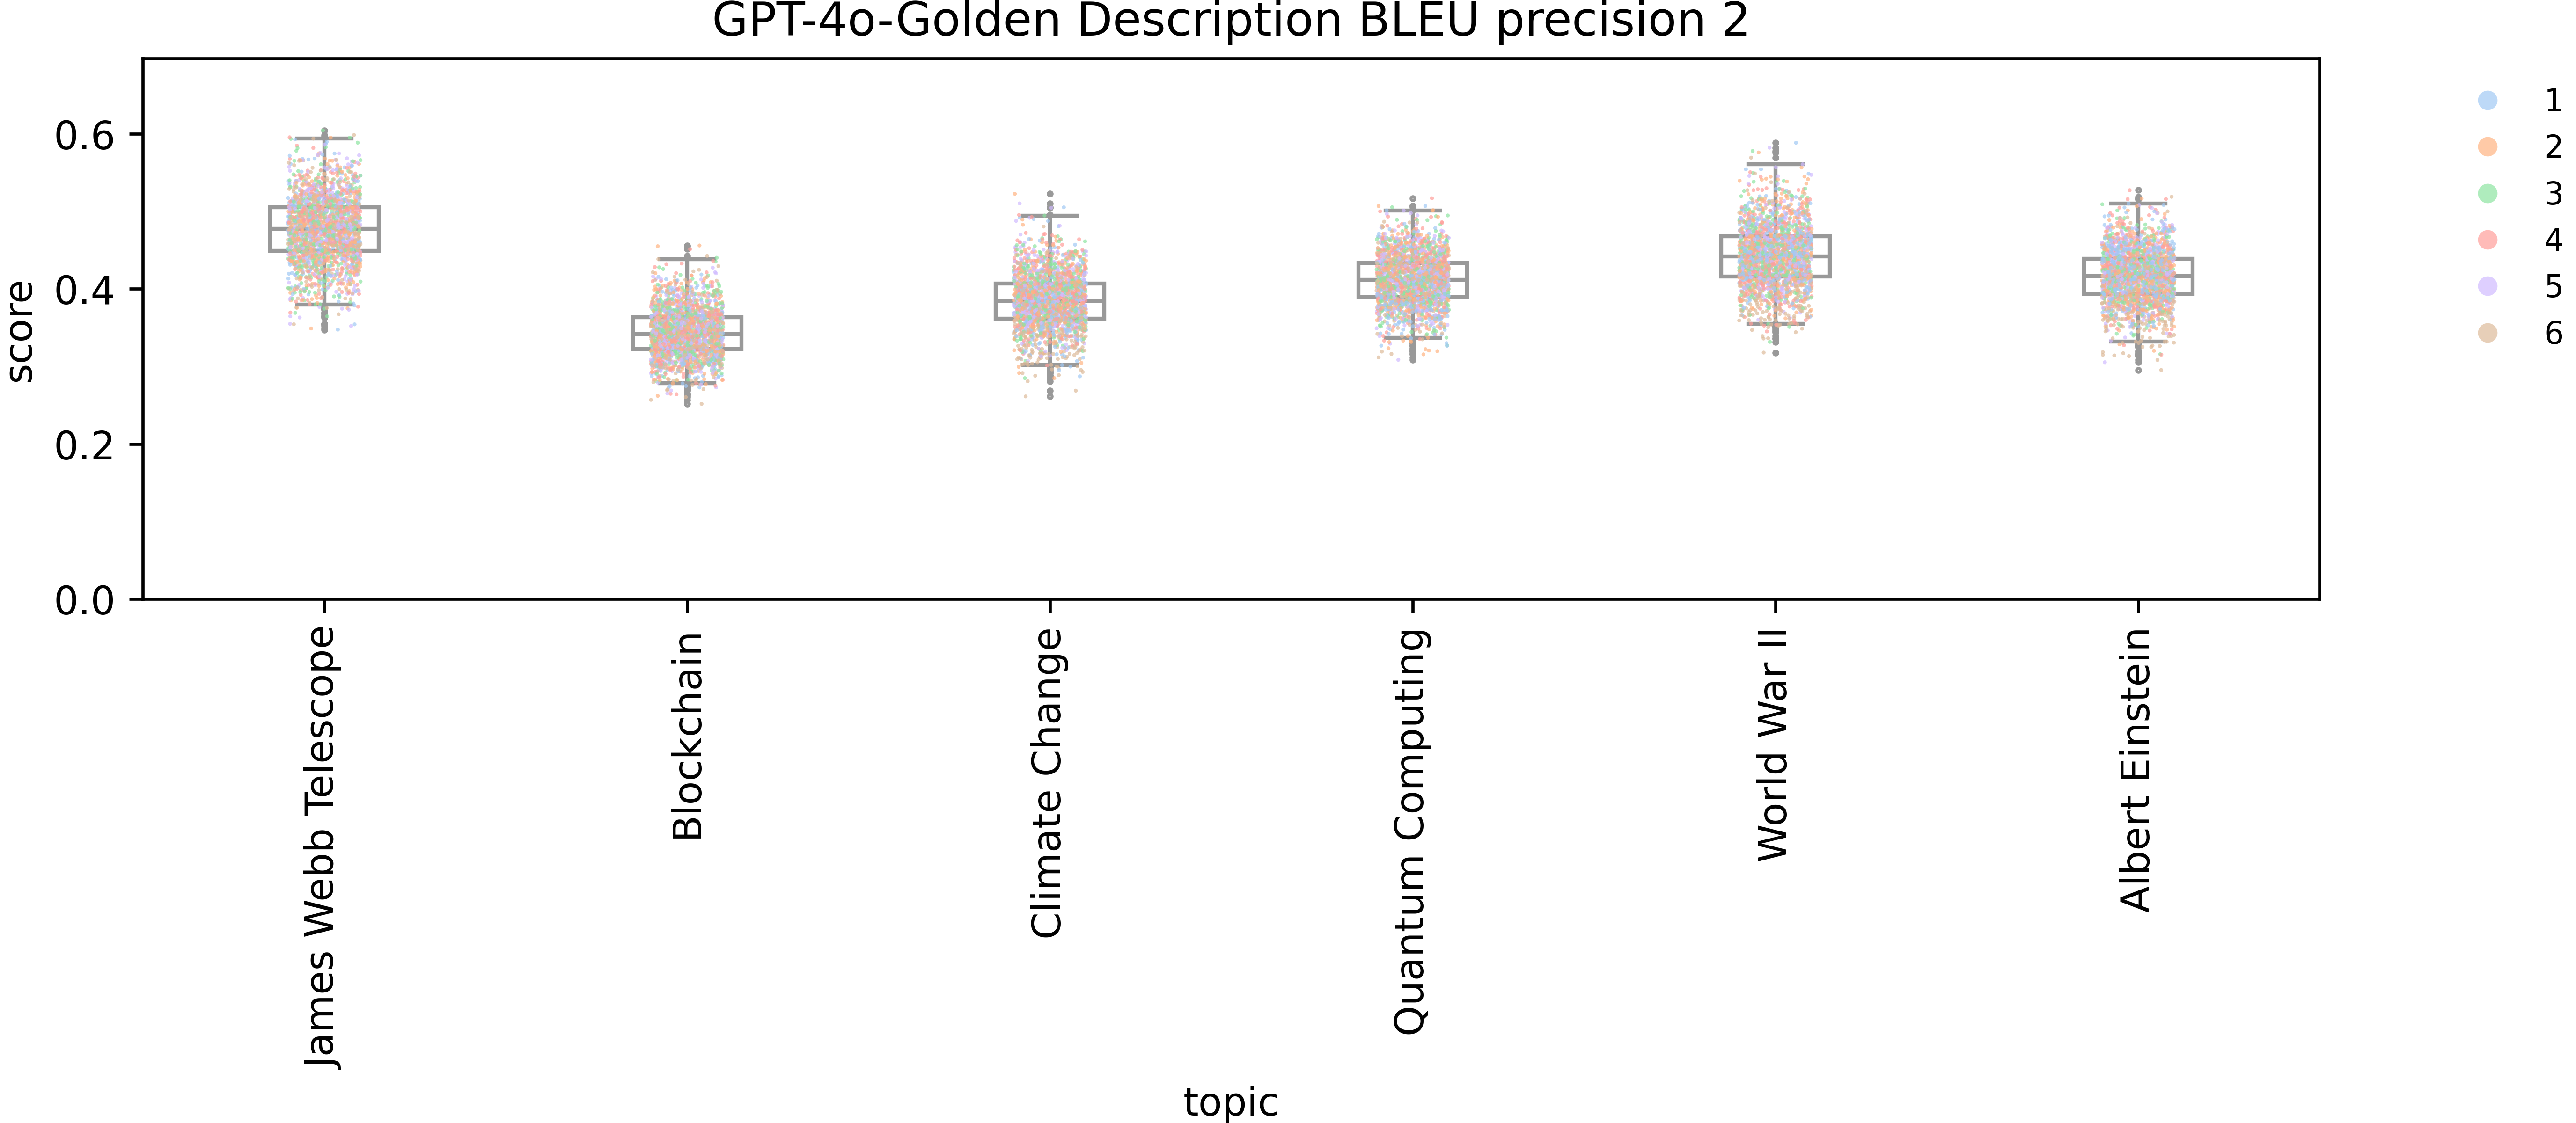 GPT-4o-Golden Description BLEU precision 2
score
0.6
0.4
0.2
0.0
James Webb Telescope
Blockchain
Climate Change
Quantum Computing
World War II
Albert Einstein
topic
1
2
3
4
5
6